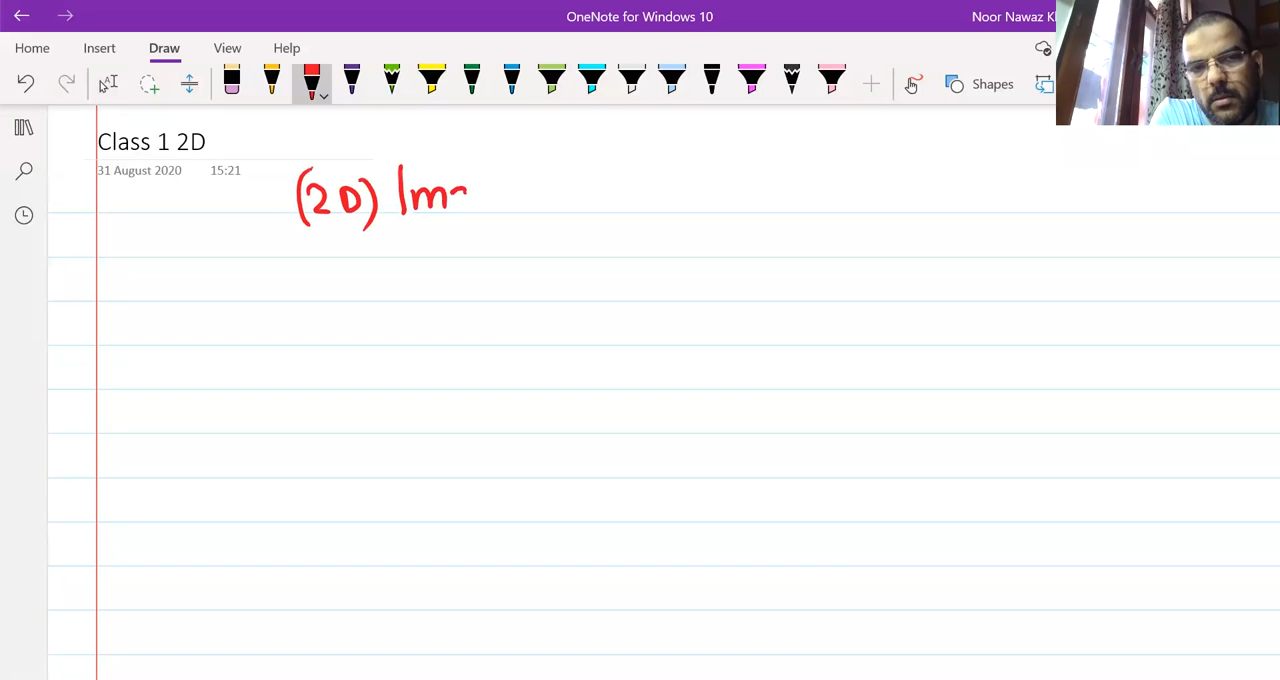 OneNote for Windows 10
Noor Nawaz Kh
Home Insert Draw View Help
Shapes
Class 1 2D
31 August 2020 15:21
(2D) Im